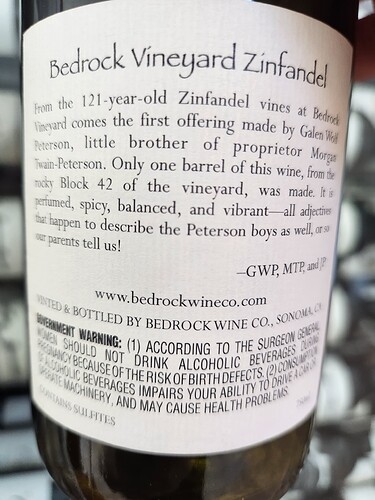 Bedrock Vineyard Zinfandel
From the 121-year-old Zinfandel vines at Bedrock
Vineyard comes the first offering made by Galen Wolf
Peterson, little brother of proprietor Morgan
Twain-Peterson. Only one barrel of this wine, from the
rocky Block 42 of the vineyard, was made. It is
perfumed, spicy, balanced, and vibrant—all adjectives
that happen to describe the Peterson boys as well, or so
our parents tell us!
–GWP, MTP, and JP
www.bedrockwineco.com
VINTED & BOTTLED BY BEDROCK WINE CO., SONOMA, CA
GOVERNMENT WARNING: (1) ACCORDING TO THE SURGEON GENERAL,
WOMEN SHOULD NOT DRINK ALCOHOLIC BEVERAGES DURING
PREGNANCY BECAUSE OF THE RISK OF BIRTH DEFECTS. (2) CONSUMPTION
OF ALCOHOLIC BEVERAGES IMPAIRS YOUR ABILITY TO DRIVE A CAR OR
OPERATE MACHINERY, AND MAY CAUSE HEALTH PROBLEMS.
CONTAINS SULFITES 750ml